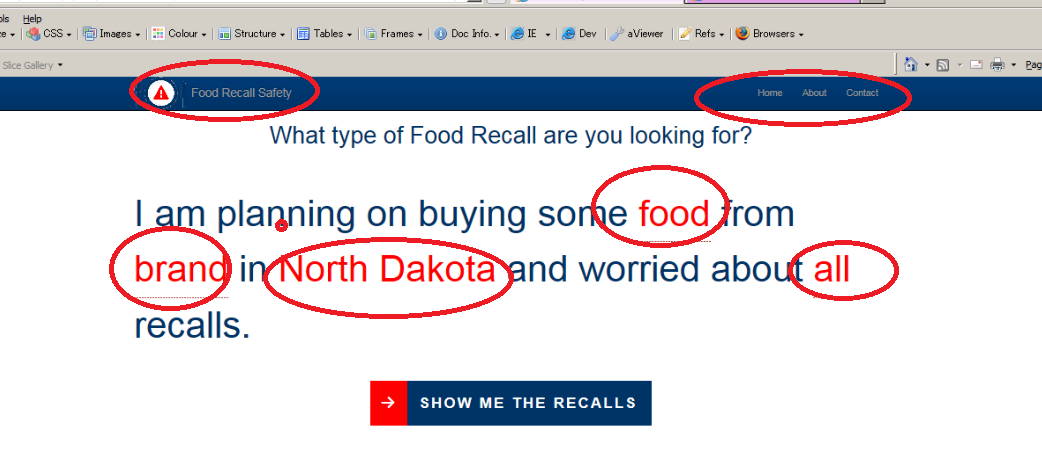 ols Help
e CSS Images Colour Structure Tables Frames Doc Info. IE Dev aViewer Refs Browsers
Slice Gallery
Food Recall Safety Home About Contact
What type of Food Recall are you looking for?
I am planning on buying some food from
brand in North Dakota and worried about all
recalls.
SHOW ME THE RECALLS